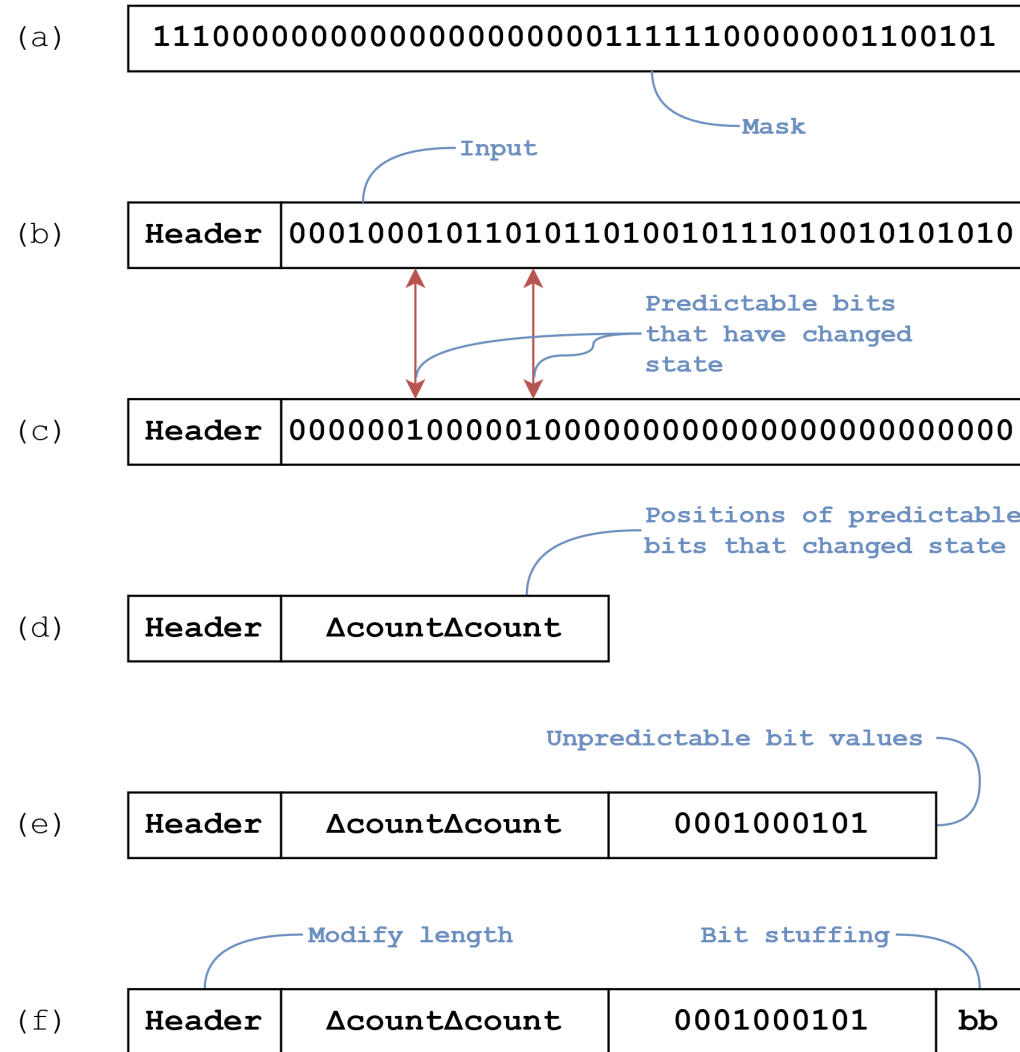 (a) 1110000000000000000000011111100000001100101
Mask
Input
(b) Header 0001000101101011010010111010010101010
Predictable bits
that have changed
state
(c) Header 0000001000001000000000000000000000000
Positions of predictable
bits that changed state
(d) Header ΔcountΔcount
Unpredictable bit values
(e) Header ΔcountΔcount 0001000101
Modify length Bit stuffing
(f) Header ΔcountΔcount 0001000101 bb